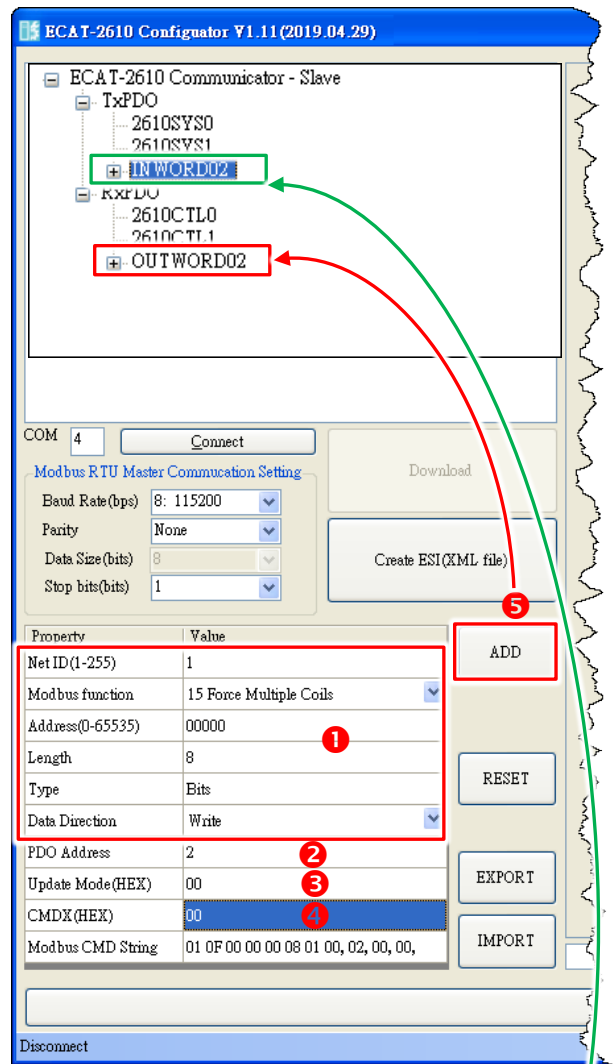 ECAT-2610 Configuator V1.11(2019.04.29)
ECAT-2610 Communicator - Slave
TxPDO
2610SYS0
2610SYS1
INWORD02
RxPDO
2610CTL0
2610CTL1
OUTWORD02
COM 4 Connect
Download
Modbus RTU Master Commucation Setting
Baud Rate(bps) 8: 115200
Parity None
Data Size(bits) 8
Stop bits(bits) 1
Create ESI(XML file)
5
Property Value
ADD
Net ID(1-255) 1
Modbus function 15 Force Multiple Coils
Address(0-65535) 00000
1
Length 8
Type Bits
RESET
Data Direction Write
PDO Address 2 2
Update Mode(HEX) 00 3
EXPORT
CMDX(HEX) 00 4
Modbus CMD String 01 0F 00 00 00 08 01 00, 02, 00, 00,
IMPORT
Disconnect